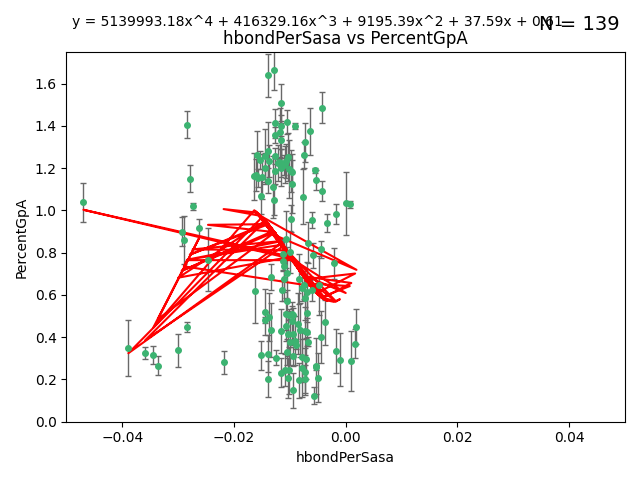 y = 5139993.18x^4 + 416329.16x^3 + 9195.39x^2 + 37.59x + 0.61
N = 139
hbondPerSasa vs PercentGpA
1.6
1.4
1.2
1.0
0.8
0.6
0.4
0.2
0.0
PercentGpA
−0.04 −0.02 0.00 0.02 0.04
hbondPerSasa